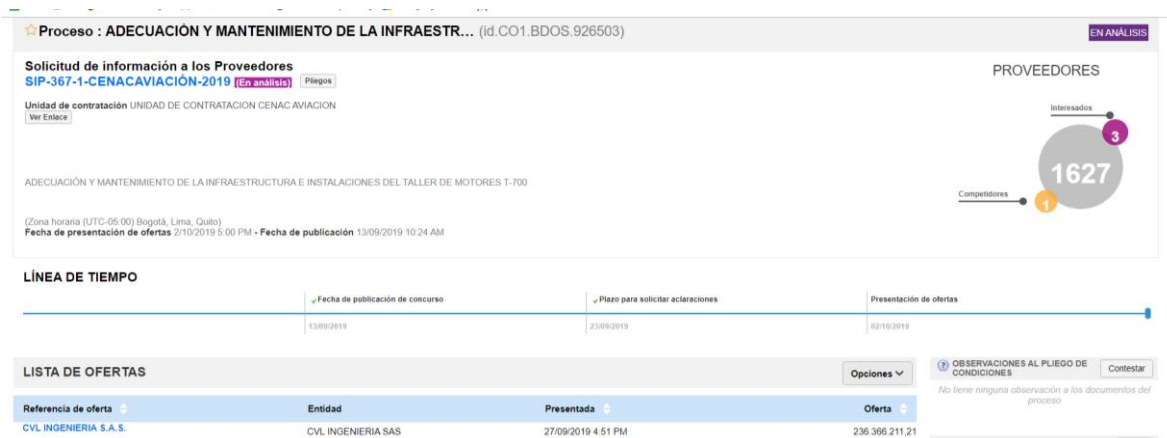 Proceso : ADECUACIÓN Y MANTENIMIENTO DE LA INFRAESTR... (id.CO1.BDOS.926503)
EN ANÁLISIS
Solicitud de información a los Proveedores
SIP-367-1-CENACAVIACIÓN-2019 (En análisis) Pliegos
Unidad de contratación UNIDAD DE CONTRATACION CENAC AVIACION
Ver Enlace
ADECUACIÓN Y MANTENIMIENTO DE LA INFRAESTRUCTURA E INSTALACIONES DEL TALLER DE MOTORES T-700
(Zona horaria (UTC-05:00) Bogotá, Lima, Quito)
Fecha de presentación de ofertas 2/10/2019 5:00 PM - Fecha de publicación 13/09/2019 10:24 AM
PROVEEDORES
Interesados
3
1627
Competidores
1
LÍNEA DE TIEMPO
Fecha de publicación de concurso
Plazo para solicitar aclaraciones
Presentación de ofertas
13/09/2019
23/09/2019
02/10/2019
LISTA DE OFERTAS
Opciones
Referencia de oferta Entidad Presentada Oferta
CVL INGENIERIA S.A.S. CVL INGENIERIA SAS 27/09/2019 4:51 PM 236.366.211,21
OBSERVACIONES AL PLIEGO DE
CONDICIONES
Contestar
No tiene ninguna observación a los documentos del
proceso